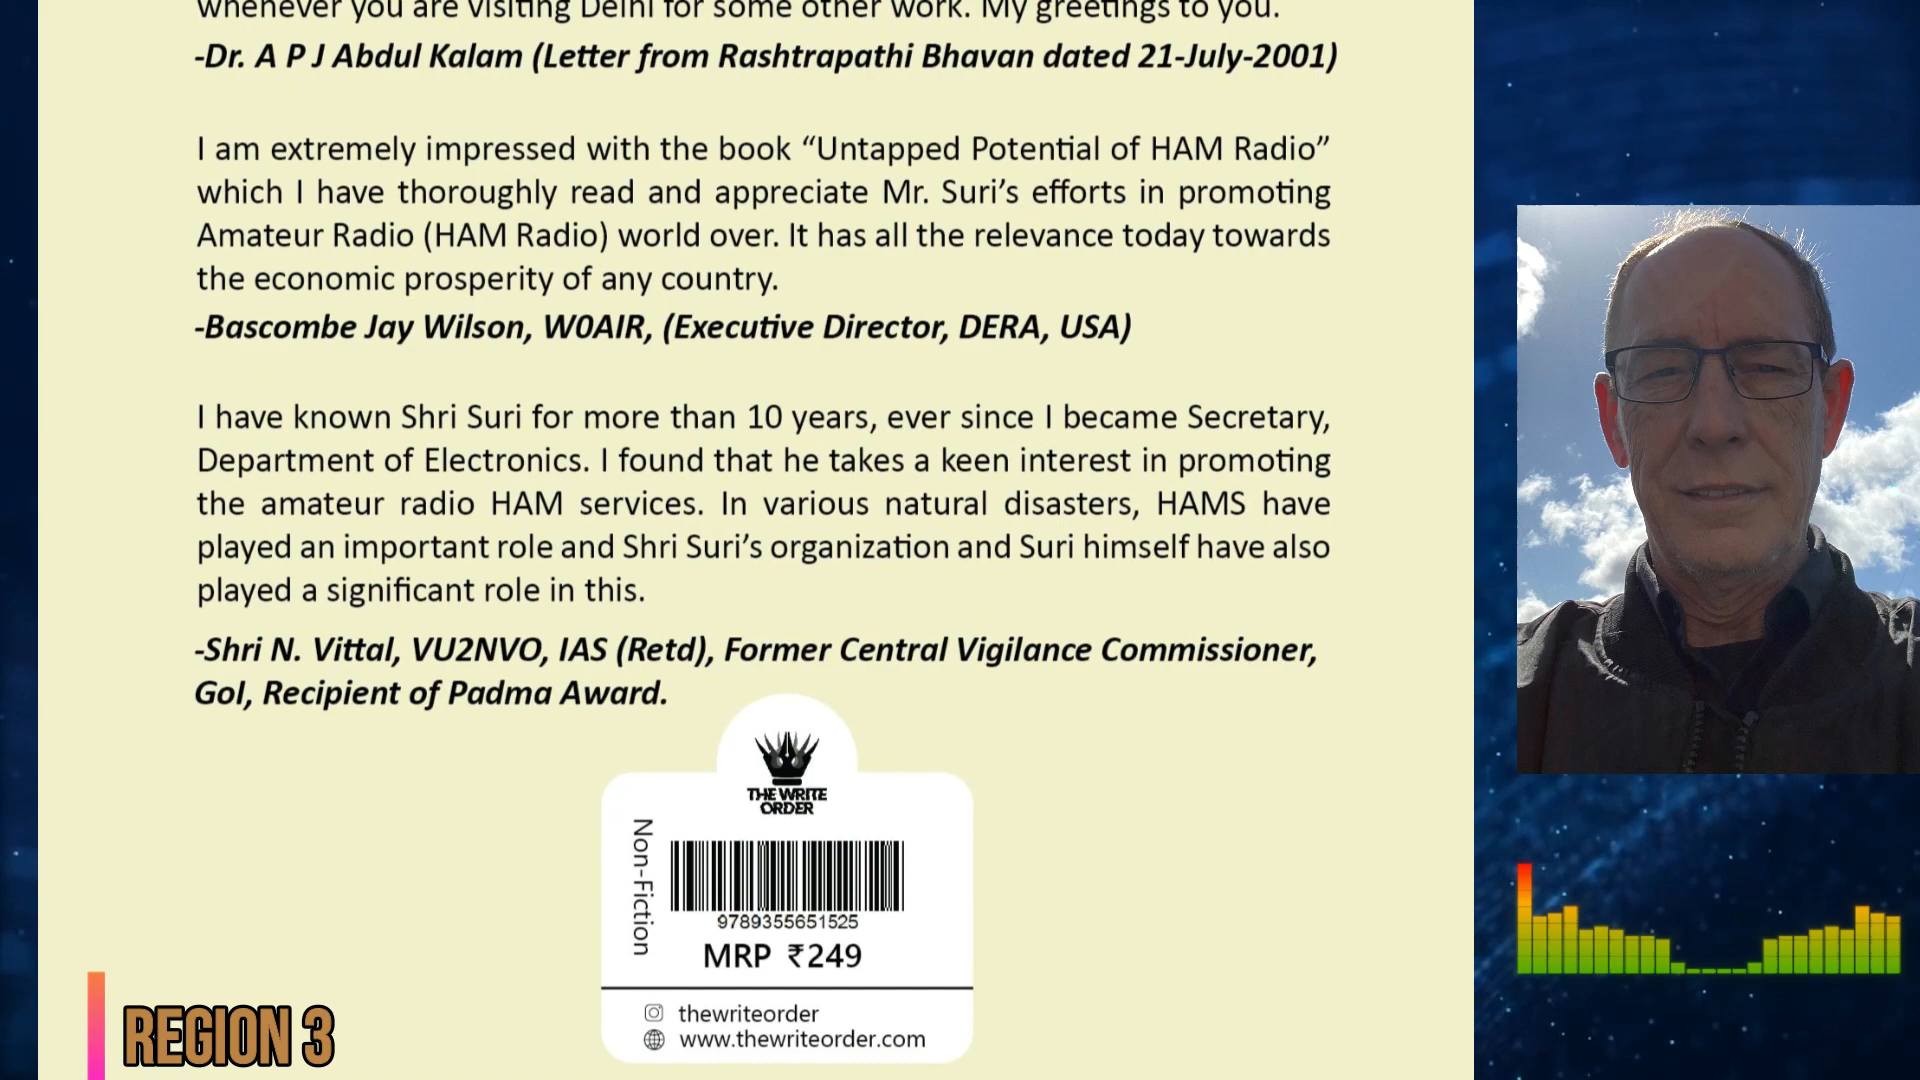 whenever you are visiting Delhi for some other work. My greetings to you.
-Dr. A P J Abdul Kalam (Letter from Rashtrapathi Bhavan dated 21-July-2001)
I am extremely impressed with the book “Untapped Potential of HAM Radio”
which I have thoroughly read and appreciate Mr. Suri’s efforts in promoting
Amateur Radio (HAM Radio) world over. It has all the relevance today towards
the economic prosperity of any country.
-Bascombe Jay Wilson, W0AIR, (Executive Director, DERA, USA)
I have known Shri Suri for more than 10 years, ever since I became Secretary,
Department of Electronics. I found that he takes a keen interest in promoting
the amateur radio HAM services. In various natural disasters, HAMS have
played an important role and Shri Suri’s organization and Suri himself have also
played a significant role in this.
-Shri N. Vittal, VU2NVO, IAS (Retd), Former Central Vigilance Commissioner,
GoI, Recipient of Padma Award.
THE WRITE
ORDER
Non-Fiction
9789355651525
MRP ₹249
thewriteorder
www.thewriteorder.com
REGION 3